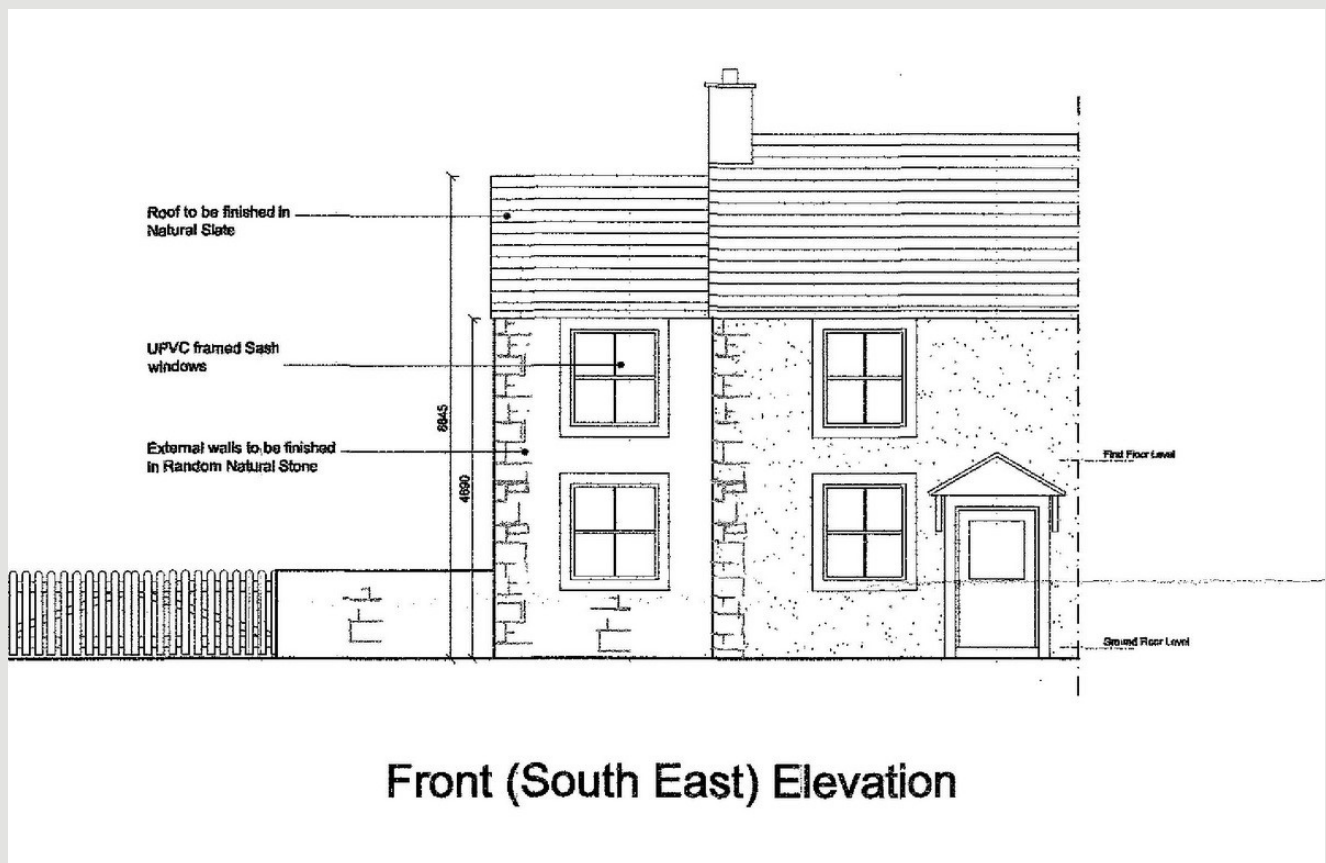 Roof to be finished in
Natural Slate
UPVC framed Sash
windows
6645
External walls to be finished
in Random Natural Stone
4690
First Floor Level
Ground Floor Level
Front (South East) Elevation